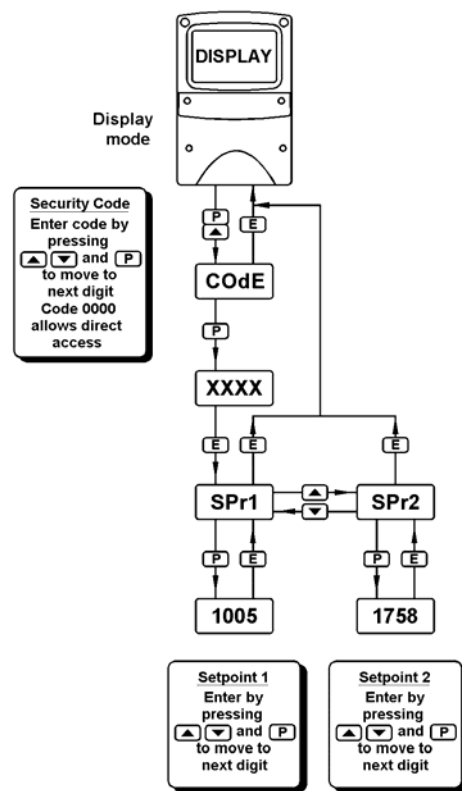 DISPLAY
Display
mode
Security Code
Enter code by
pressing
▲ ▼ and P
to move to
next digit
Code 0000
allows direct
access
P
▲
E
COdE
P
XXXX
E
E
E
SPr1
▲
▼
SPr2
P
E
P
E
1005
1758
Setpoint 1
Enter by
pressing
▲ ▼ and P
to move to
next digit
Setpoint 2
Enter by
pressing
▲ ▼ and P
to move to
next digit